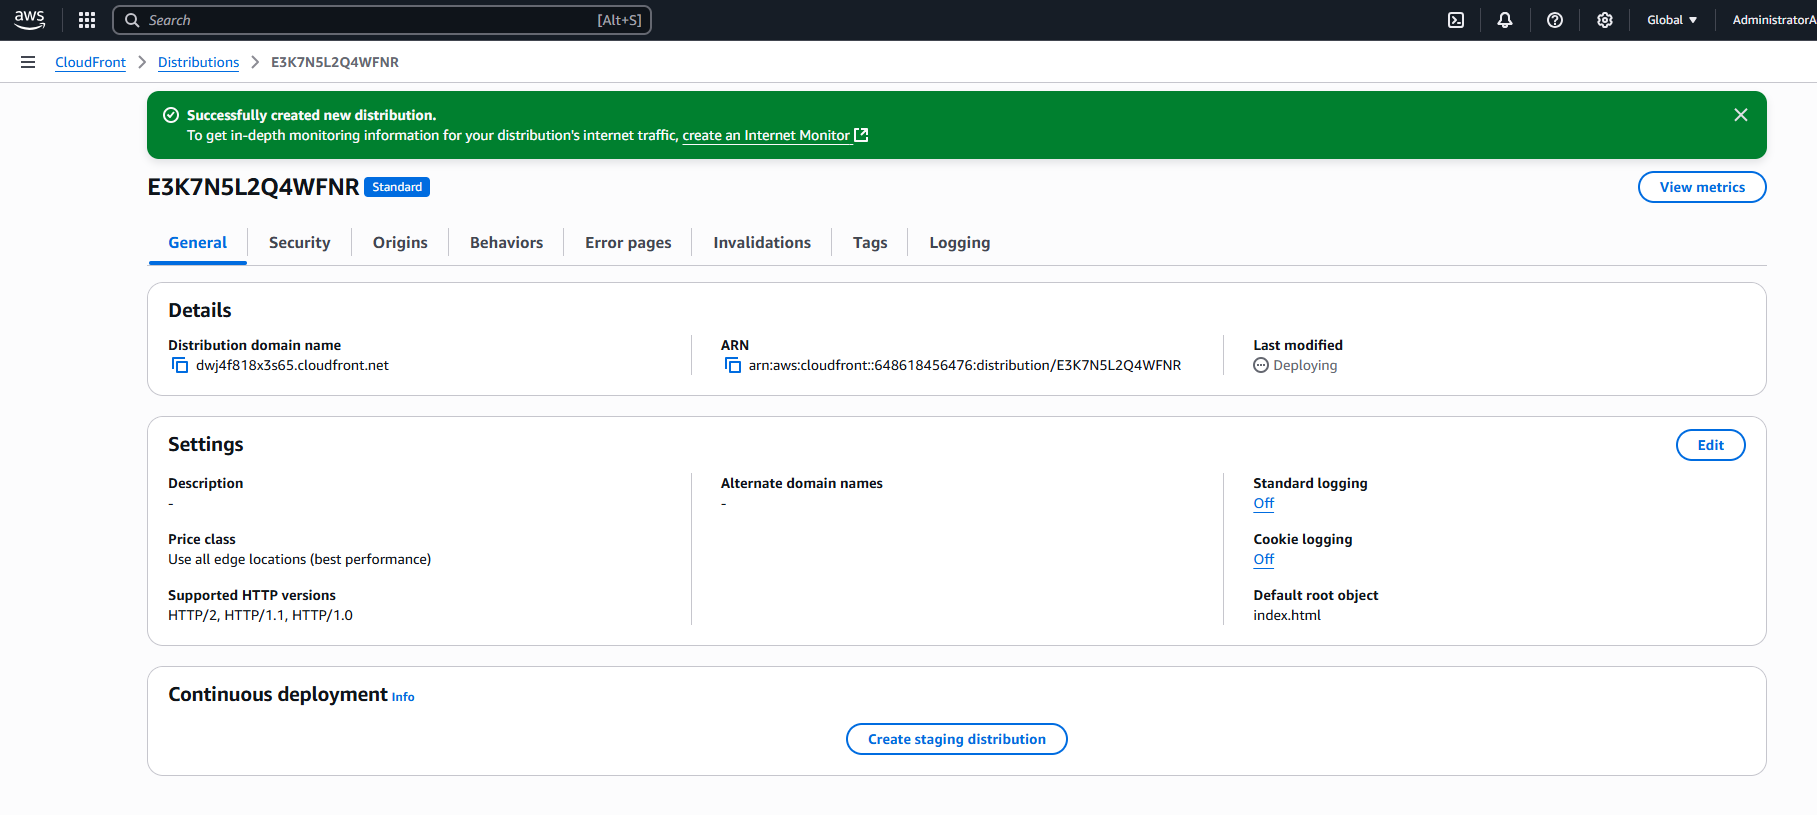 aws Search [Alt+S] Global AdministratorA
CloudFront Distributions E3K7N5L2Q4WFNR
Successfully created new distribution.
To get in-depth monitoring information for your distribution's internet traffic, create an Internet Monitor
E3K7N5L2Q4WFNR Standard View metrics
General Security Origins Behaviors Error pages Invalidations Tags Logging
Details
Distribution domain name
dwj4f818x3s65.cloudfront.net
ARN
arn:aws:cloudfront::648618456476:distribution/E3K7N5L2Q4WFNR
Last modified
Deploying
Settings Edit
Description
-
Price class
Use all edge locations (best performance)
Supported HTTP versions
HTTP/2, HTTP/1.1, HTTP/1.0
Alternate domain names
-
Standard logging
Off
Cookie logging
Off
Default root object
index.html
Continuous deployment Info
Create staging distribution